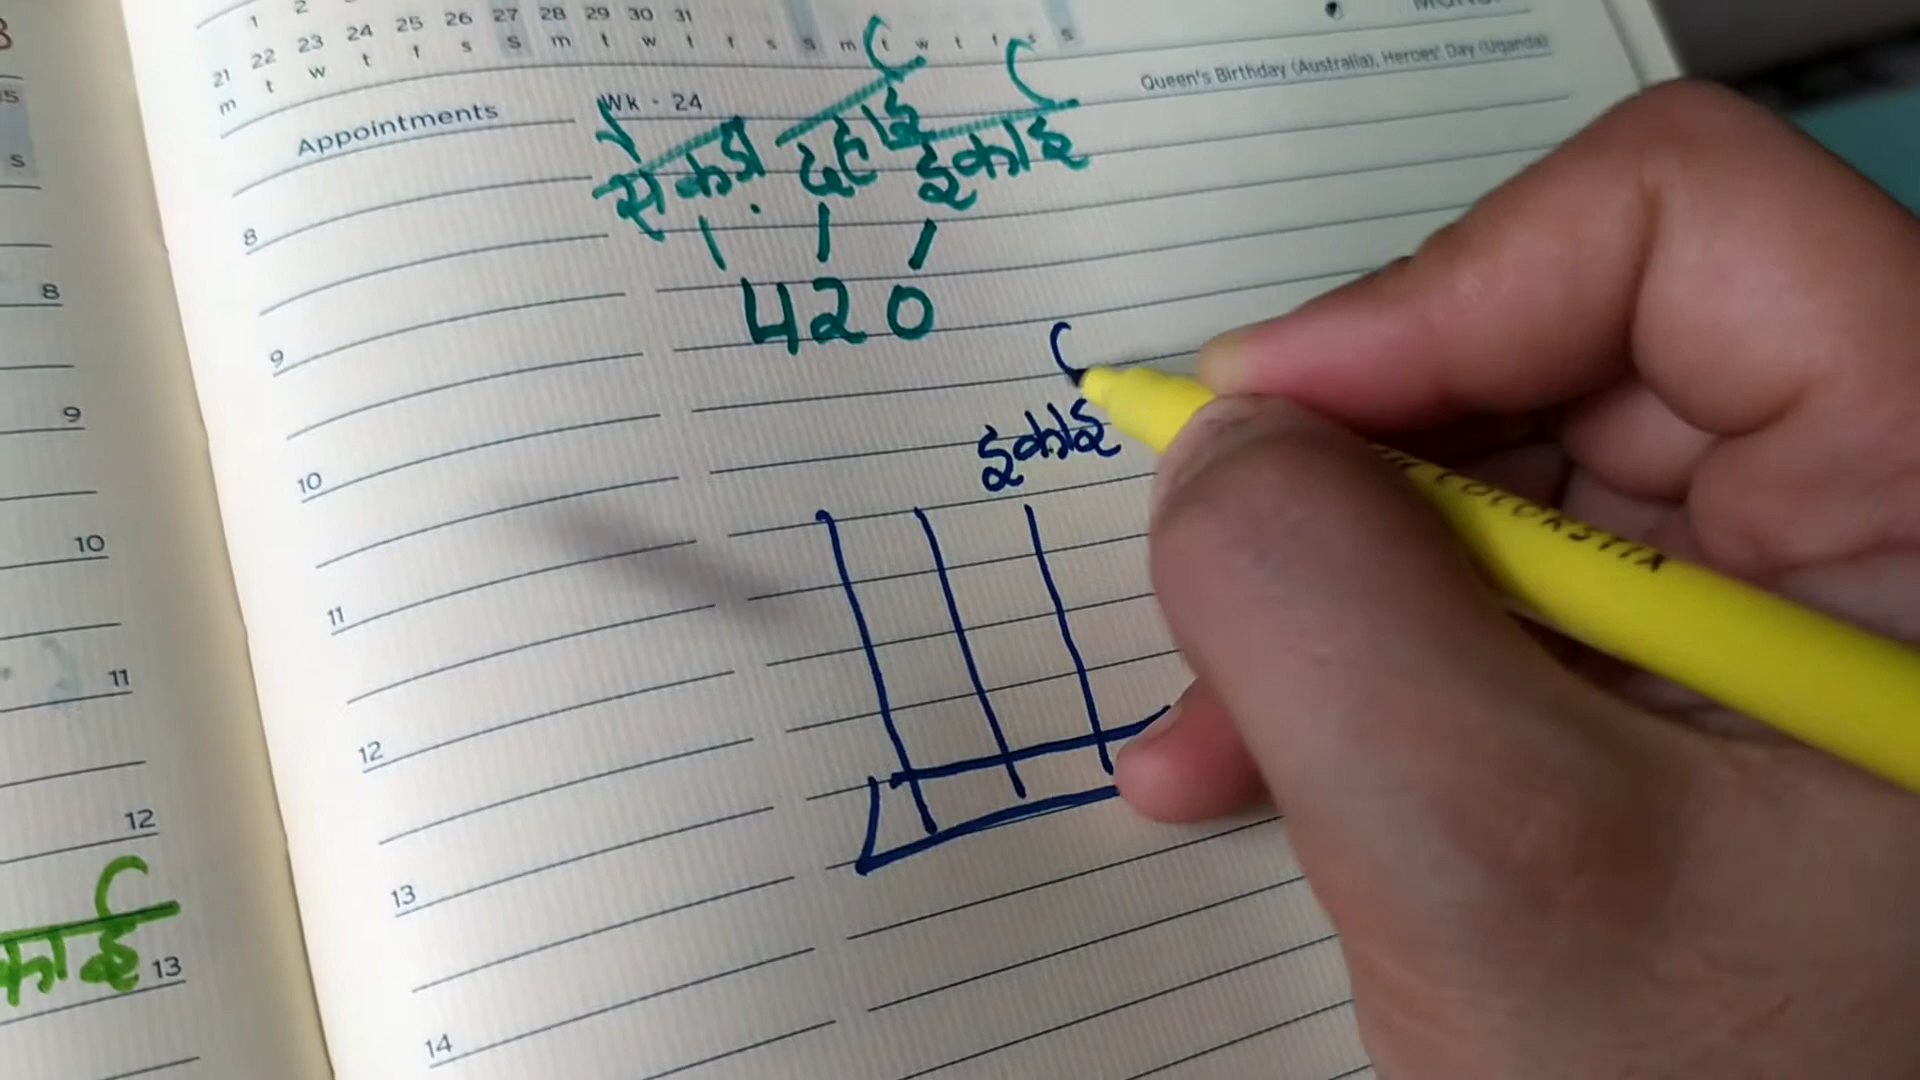 1 2
21 22 23 24 25 26 27 28 29 30 31
m t w t f s s m t w t f s s m t w t f s s
Queen's Birthday (Australia), Heroes' Day (Uganda)
Appointments
Wk - 24
सैकडा दहाई इकाई
420
इकाई
8
9
10
11
12
13
14
s
8
9
10
11
12
काई 13